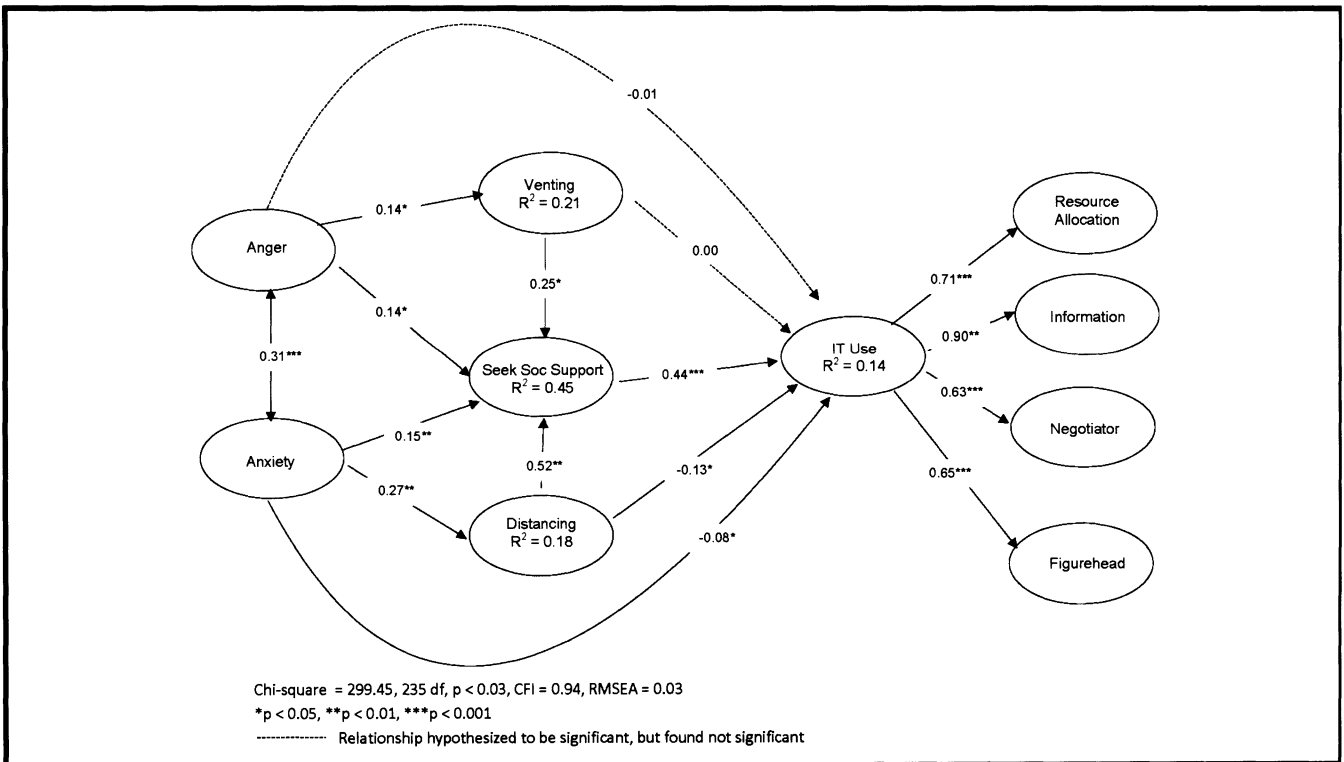 -0.01
Venting
R² = 0.21
Resource
Allocation
0.14*
Anger
0.00
0.71***
0.25*
0.14*
Information
0.90**
IT Use
R² = 0.14
0.31***
Seek Soc Support
R² = 0.45
0.44***
0.63***
Negotiator
0.15**
Anxiety
0.52**
-0.13*
0.65***
0.27**
Distancing
R² = 0.18
-0.08*
Figurehead
Chi-square = 299.45, 235 df, p < 0.03, CFI = 0.94, RMSEA = 0.03
*p < 0.05, **p < 0.01, ***p < 0.001
Relationship hypothesized to be significant, but found not significant